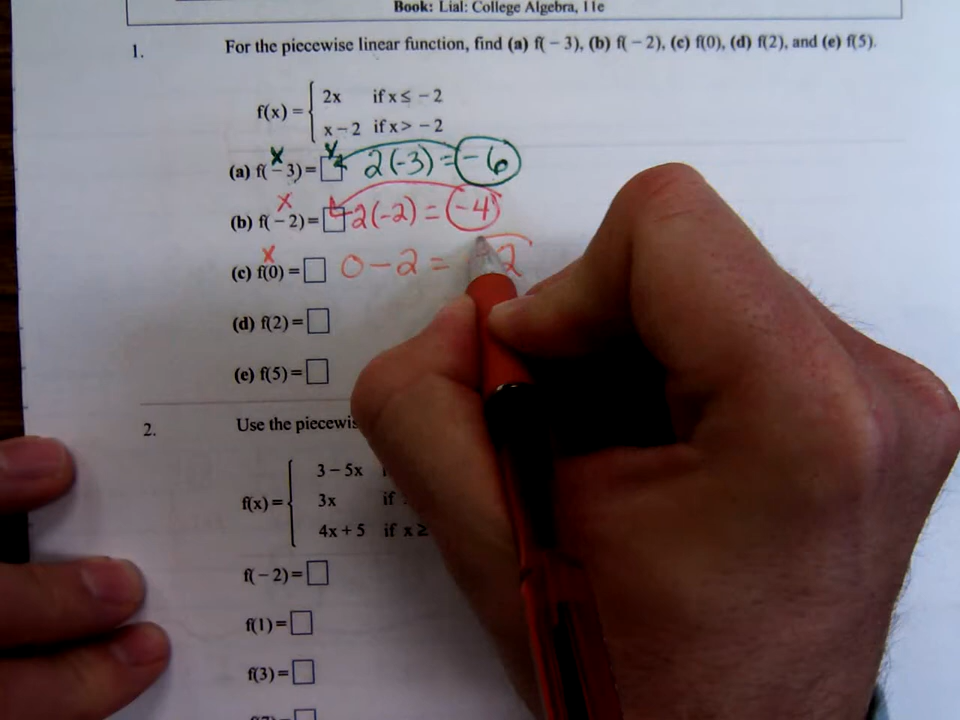 Book: Lial: College Algebra, 11e
1. For the piecewise linear function, find (a) f(−3), (b) f(−2), (c) f(0), (d) f(2), and (e) f(5).
f(x) = { 2x if x ≤ −2
x − 2 if x > −2
x
(a) f(−3) = □ 2(-3) = -6
x
(b) f(−2) = □ 2(-2) = -4
x
(c) f(0) = □ 0 - 2 = 2
(d) f(2) = □
(e) f(5) = □
2. Use the
3 − 5x
f(x) = { 3x if
4x + 5 if x ≥
f(−2) = □
f(1) = □
f(3) = □